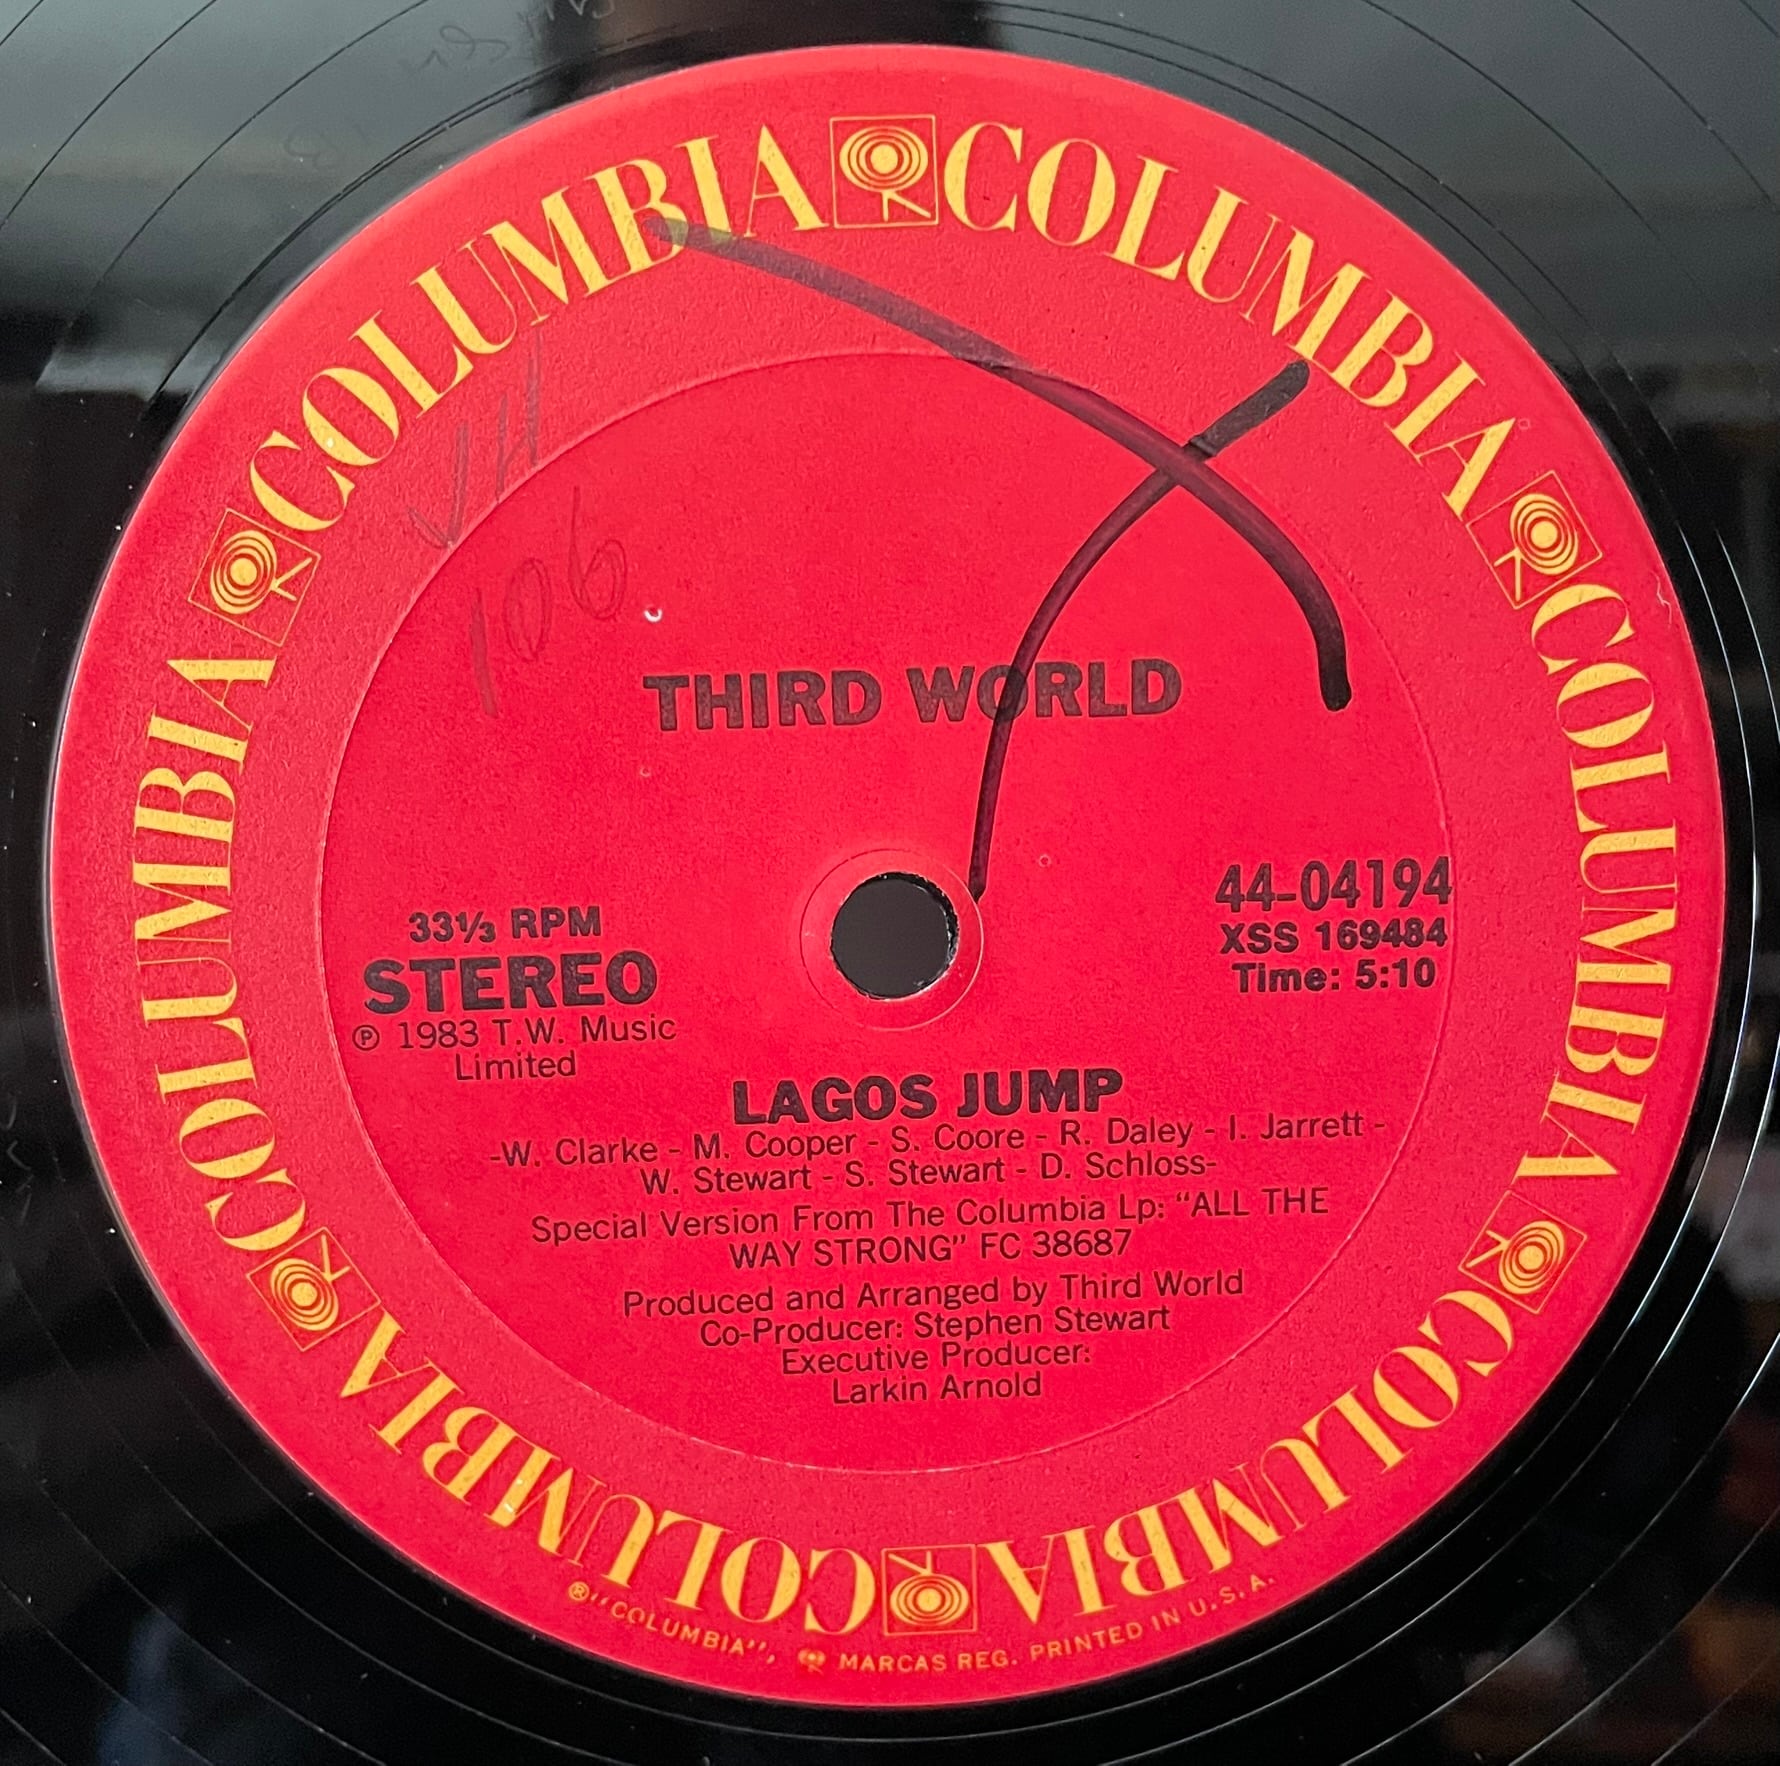 COLUMBIA COLUMBIA COLUMBIA COLUMBIA COLUMBIA COLUMBIA COLUMBIA
VH
106
THIRD WORLD
33⅓ RPM
STEREO
℗ 1983 T.W. Music
Limited
44-04194
XSS 169484
Time: 5:10
LAGOS JUMP
-W. Clarke - M. Cooper - S. Coore - R. Daley - I. Jarrett -
W. Stewart - S. Stewart - D. Schloss-
Special Version From The Columbia Lp: "ALL THE
WAY STRONG" FC 38687
Produced and Arranged by Third World
Co-Producer: Stephen Stewart
Executive Producer:
Larkin Arnold
®"COLUMBIA", MARCAS REG. PRINTED IN U.S.A.